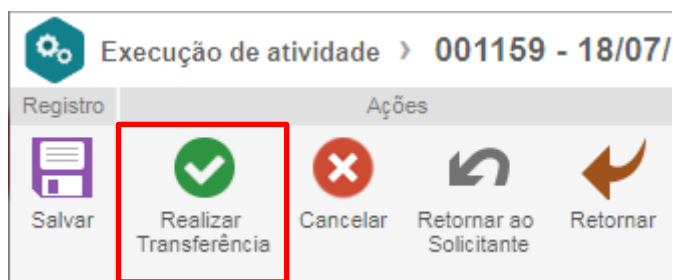 Execução de atividade > 001159 - 18/07/
Registro Ações
Salvar Realizar Transferência Cancelar Retornar ao Solicitante Retornar